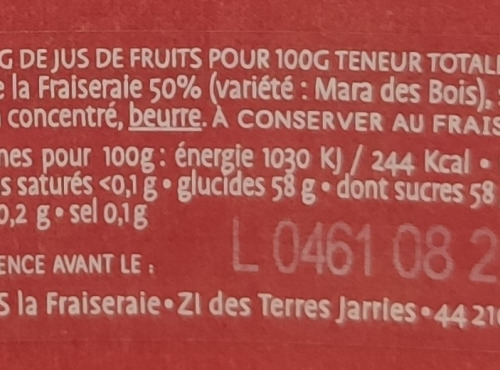 G DE JUS DE FRUITS POUR 100G TENEUR TOTALE
e la Fraiseraie 50% (variété : Mara des Bois),
concentré, beurre. À CONSERVER AU FRAIS
nes pour 100g : énergie 1030 KJ / 244 Kcal •
s saturés <0,1 g • glucides 58 g • dont sucres 58
0,2 g • sel 0,1g
L 0461 08 2
ENCE AVANT LE :
S la Fraiseraie • ZI des Terres Jarries • 44 210